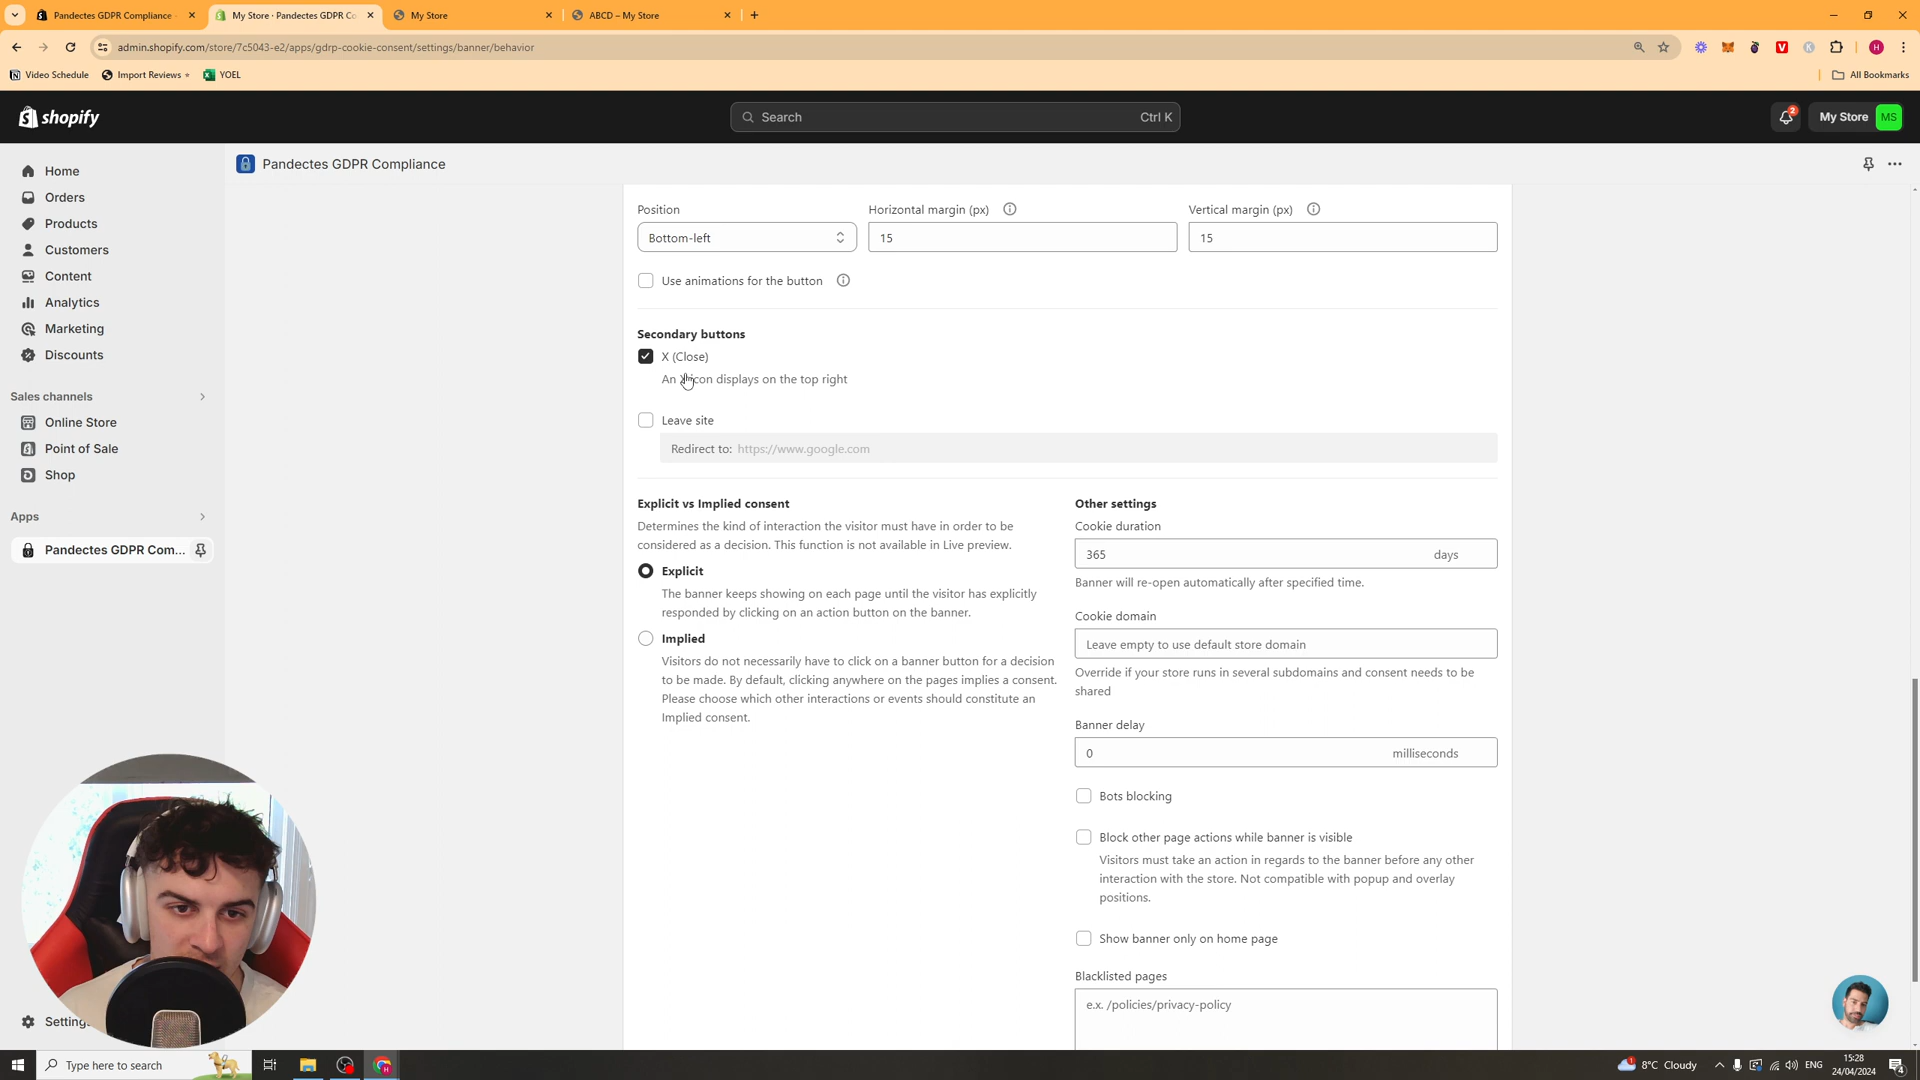 Pandectes GDPR Compliance
My Store · Pandectes GDPR Co
My Store
ABCD – My Store
admin.shopify.com/store/7c5043-e2/apps/gdrp-cookie-consent/settings/banner/behavior
Video Schedule
Import Reviews
YOEL
All Bookmarks
shopify
Search
Ctrl K
2
My Store
MS
Pandectes GDPR Compliance
Home
Orders
Products
Customers
Content
Analytics
Marketing
Discounts
Sales channels
Online Store
Point of Sale
Shop
Apps
Pandectes GDPR Com...
Position
Horizontal margin (px)
Vertical margin (px)
Bottom-left
15
15
Use animations for the button
Secondary buttons
X (Close)
An X icon displays on the top right
Leave site
Redirect to: https://www.google.com
Explicit vs Implied consent
Determines the kind of interaction the visitor must have in order to be
considered as a decision. This function is not available in Live preview.
Explicit
The banner keeps showing on each page until the visitor has explicitly
responded by clicking on an action button on the banner.
Implied
Visitors do not necessarily have to click on a banner button for a decision
to be made. By default, clicking anywhere on the pages implies a consent.
Please choose which other interactions or events should constitute an
Implied consent.
Other settings
Cookie duration
365
days
Banner will re-open automatically after specified time.
Cookie domain
Leave empty to use default store domain
Override if your store runs in several subdomains and consent needs to be
shared
Banner delay
0
milliseconds
Bots blocking
Block other page actions while banner is visible
Visitors must take an action in regards to the banner before any other
interaction with the store. Not compatible with popup and overlay
positions.
Show banner only on home page
Blacklisted pages
e.x. /policies/privacy-policy
Settings
Type here to search
1
8°C Cloudy
ENG
15:28
24/04/2024
4